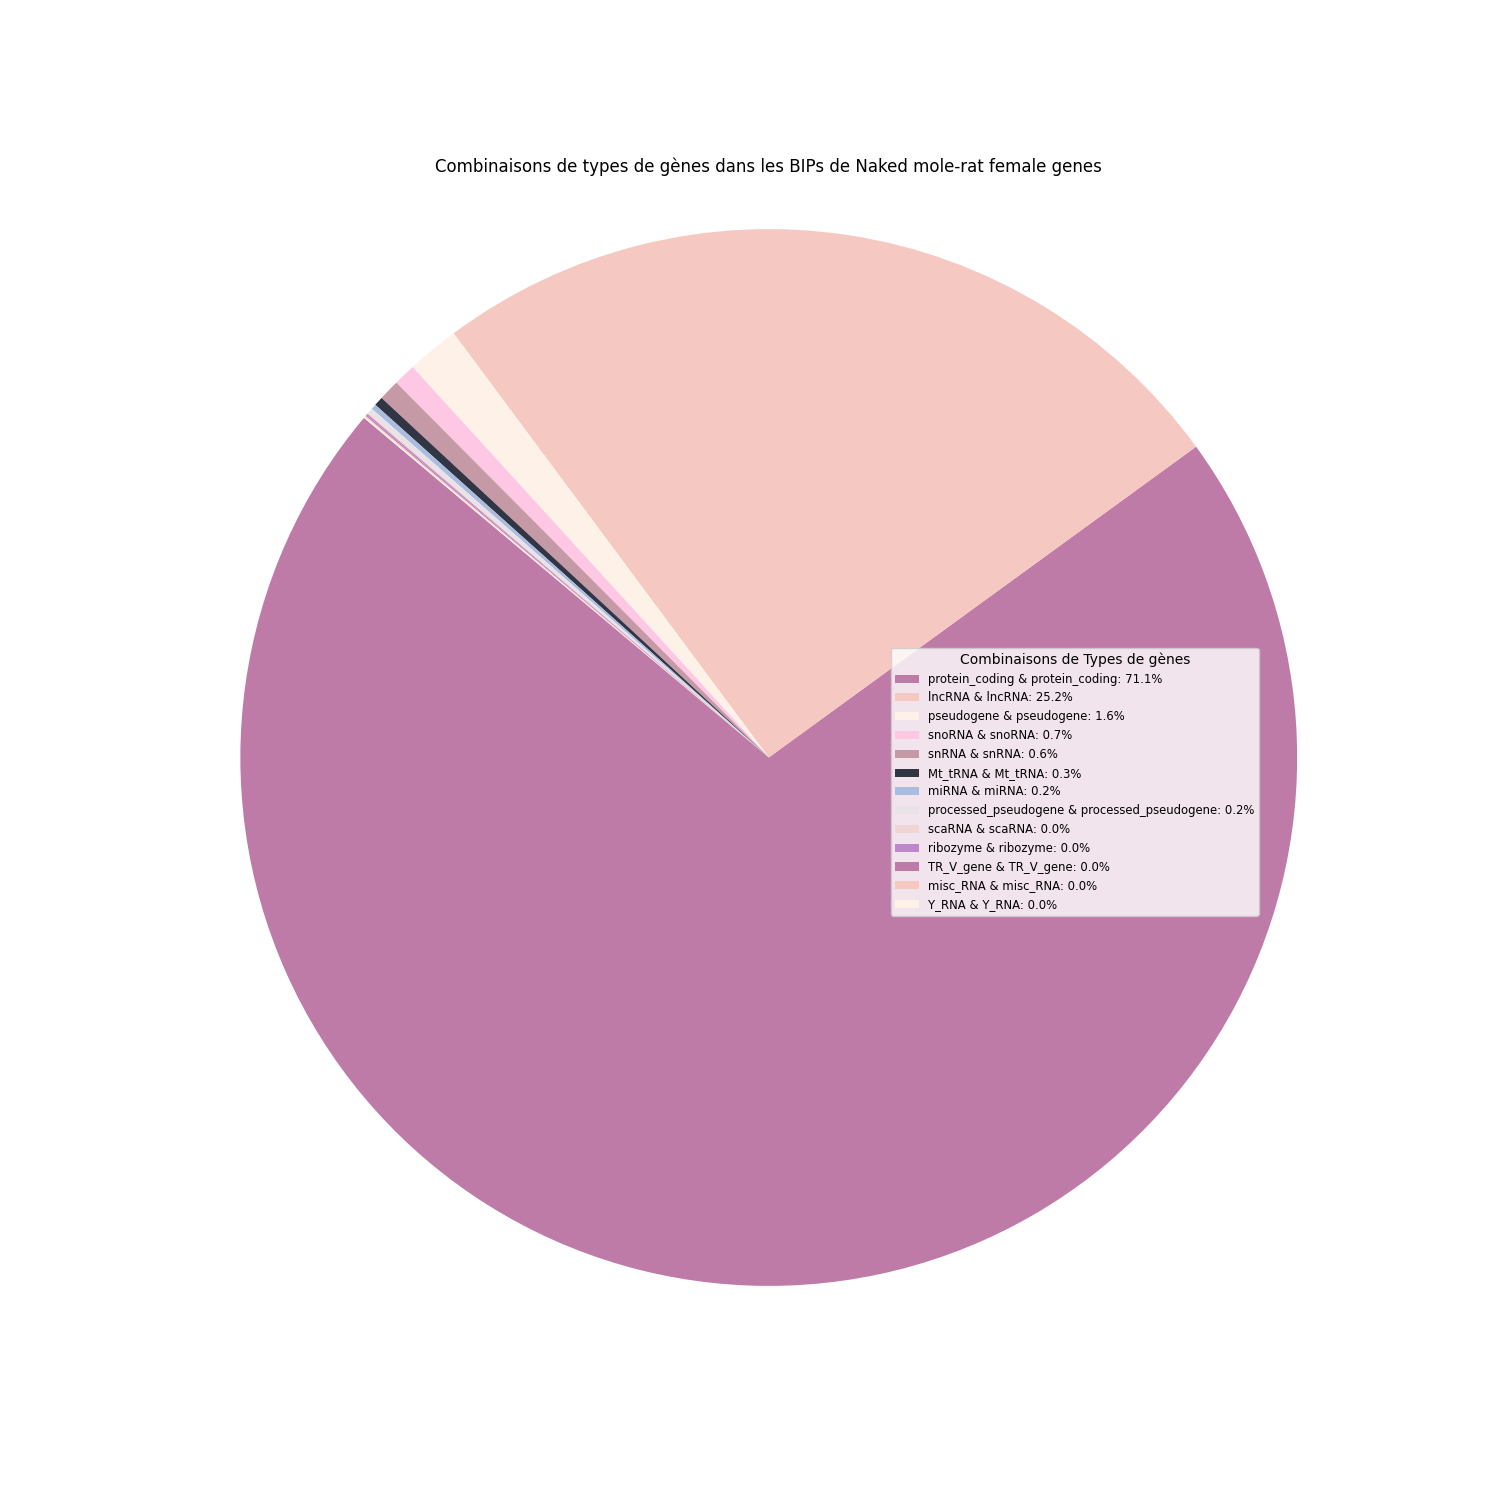 Combinaisons de types de gènes dans les BIPs de Naked mole-rat female genes
Combinaisons de Types de gènes
protein_coding & protein_coding: 71.1%
lncRNA & lncRNA: 25.2%
pseudogene & pseudogene: 1.6%
snoRNA & snoRNA: 0.7%
snRNA & snRNA: 0.6%
Mt_tRNA & Mt_tRNA: 0.3%
miRNA & miRNA: 0.2%
processed_pseudogene & processed_pseudogene: 0.2%
scaRNA & scaRNA: 0.0%
ribozyme & ribozyme: 0.0%
TR_V_gene & TR_V_gene: 0.0%
misc_RNA & misc_RNA: 0.0%
Y_RNA & Y_RNA: 0.0%